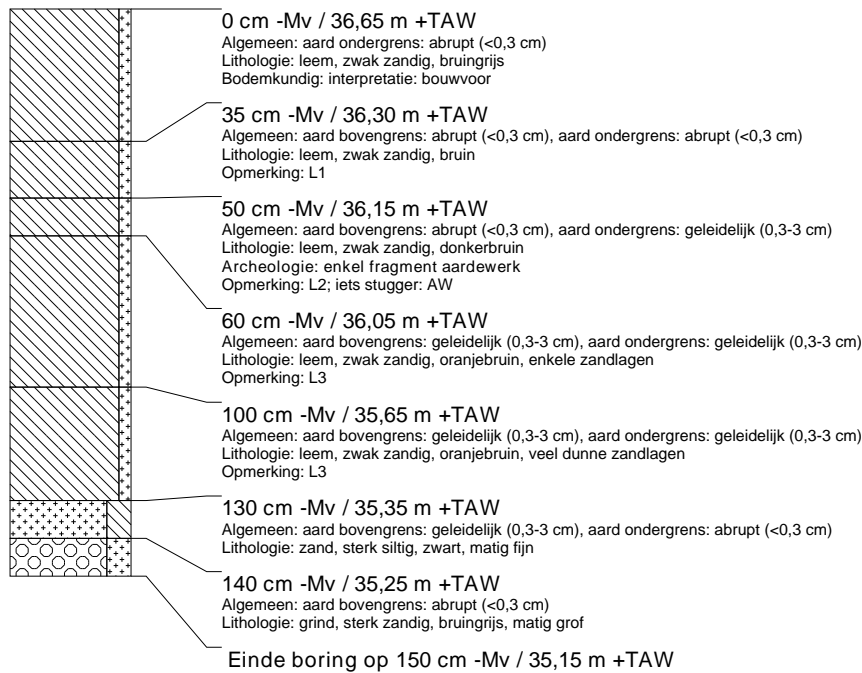 0 cm -Mv / 36,65 m +TAW
Algemeen: aard ondergrens: abrupt (<0,3 cm)
Lithologie: leem, zwak zandig, bruingrijs
Bodemkundig: interpretatie: bouwvoor
35 cm -Mv / 36,30 m +TAW
Algemeen: aard bovengrens: abrupt (<0,3 cm), aard ondergrens: abrupt (<0,3 cm)
Lithologie: leem, zwak zandig, bruin
Opmerking: L1
50 cm -Mv / 36,15 m +TAW
Algemeen: aard bovengrens: abrupt (<0,3 cm), aard ondergrens: geleidelijk (0,3-3 cm)
Lithologie: leem, zwak zandig, donkerbruin
Archeologie: enkel fragment aardewerk
Opmerking: L2; iets stugger: AW
60 cm -Mv / 36,05 m +TAW
Algemeen: aard bovengrens: geleidelijk (0,3-3 cm), aard ondergrens: geleidelijk (0,3-3 cm)
Lithologie: leem, zwak zandig, oranjebruin, enkele zandlagen
Opmerking: L3
100 cm -Mv / 35,65 m +TAW
Algemeen: aard bovengrens: geleidelijk (0,3-3 cm), aard ondergrens: geleidelijk (0,3-3 cm)
Lithologie: leem, zwak zandig, oranjebruin, veel dunne zandlagen
Opmerking: L3
130 cm -Mv / 35,35 m +TAW
Algemeen: aard bovengrens: geleidelijk (0,3-3 cm), aard ondergrens: abrupt (<0,3 cm)
Lithologie: zand, sterk siltig, zwart, matig fijn
140 cm -Mv / 35,25 m +TAW
Algemeen: aard bovengrens: abrupt (<0,3 cm)
Lithologie: grind, sterk zandig, bruingrijs, matig grof
Einde boring op 150 cm -Mv / 35,15 m +TAW